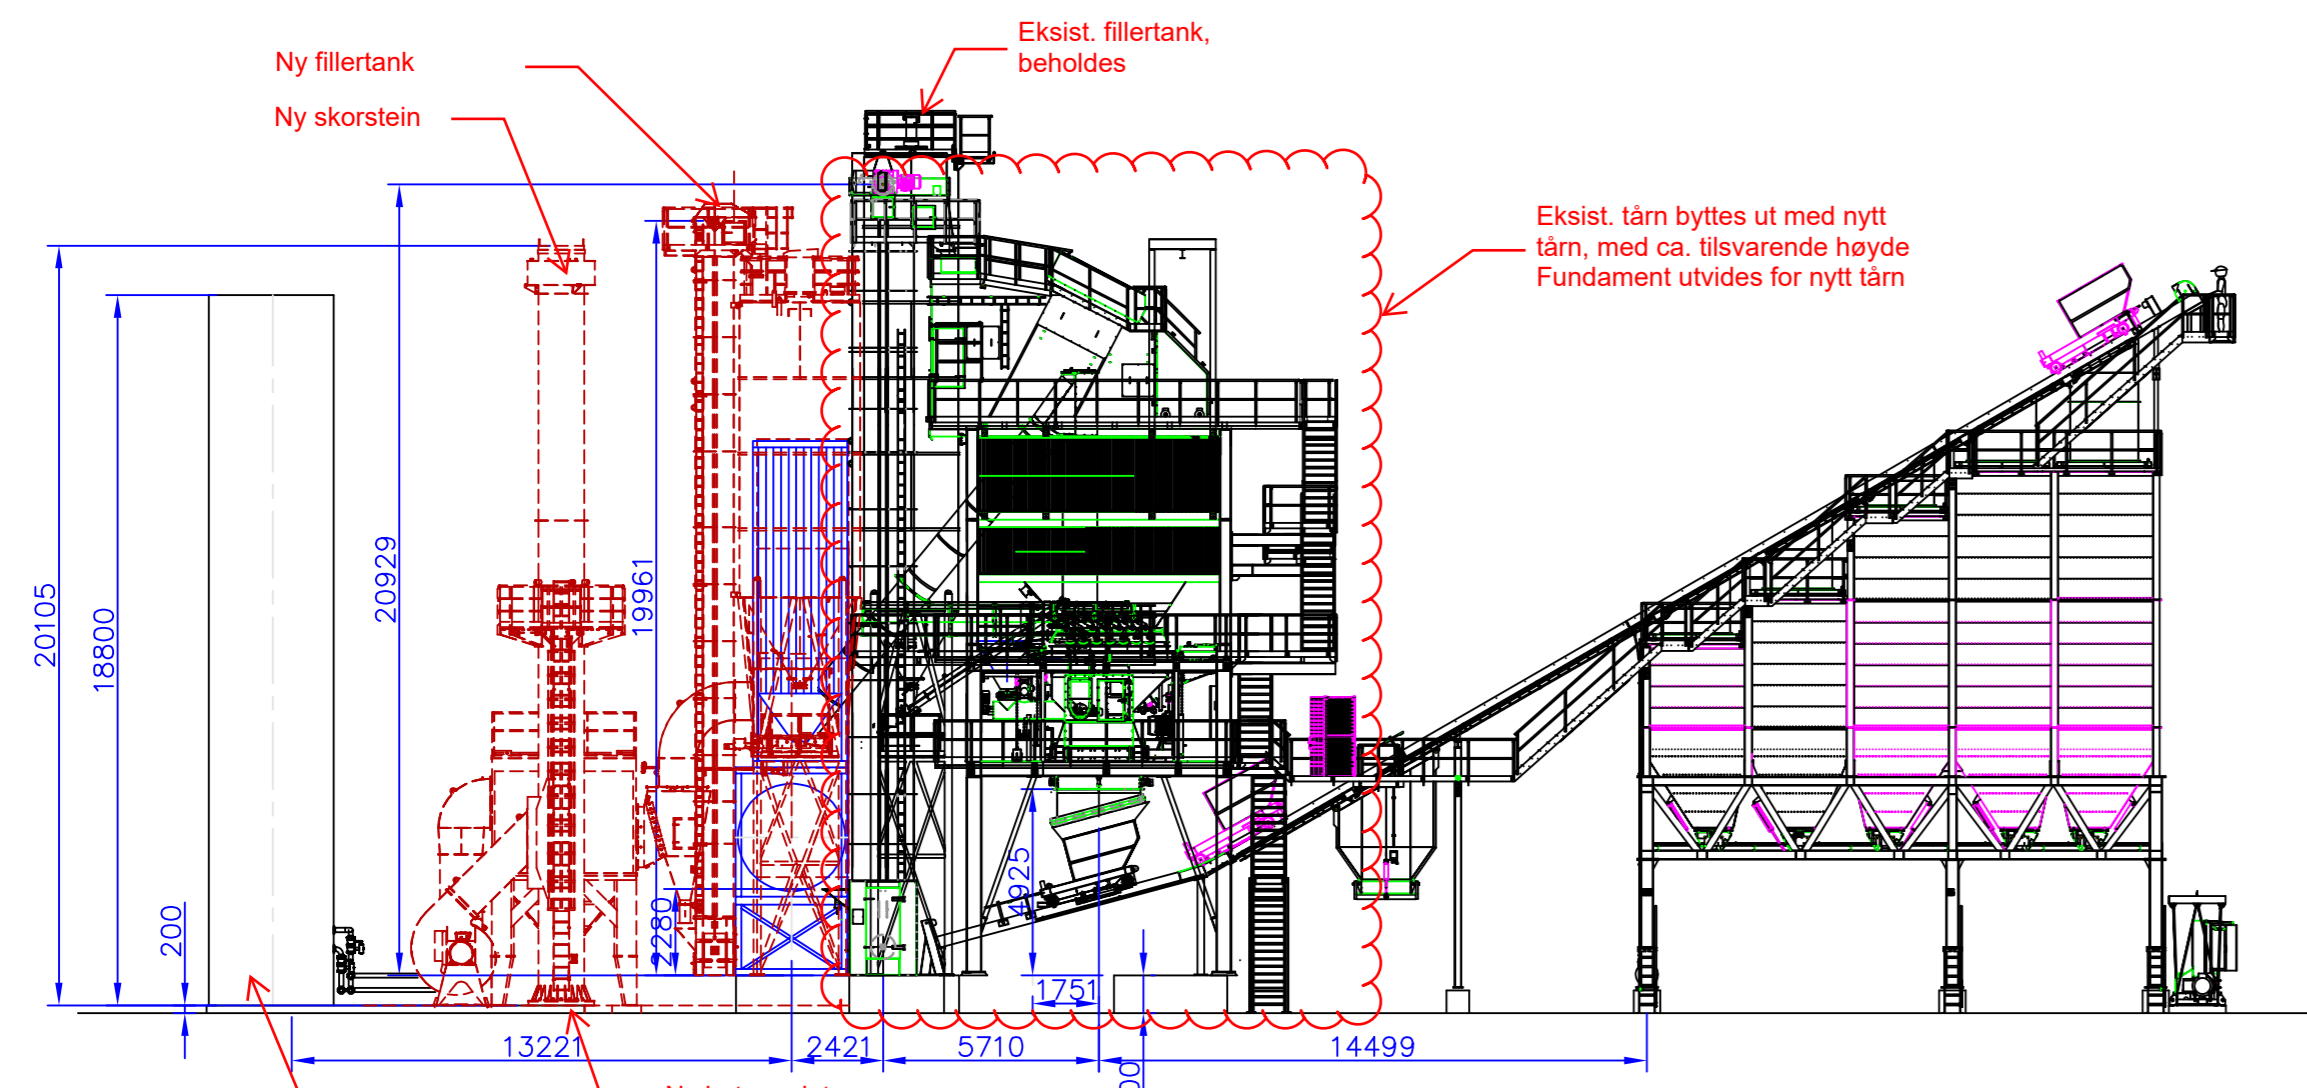 Eksist. fillertank,
beholdes
Ny fillertank
Ny skorstein
Eksist. tårn byttes ut med nytt
tårn, med ca. tilsvarende høyde
Fundament utvides for nytt tårn
20105
18800
20929
19961
200
2280
4925
1751
13221
2421
5710
14499